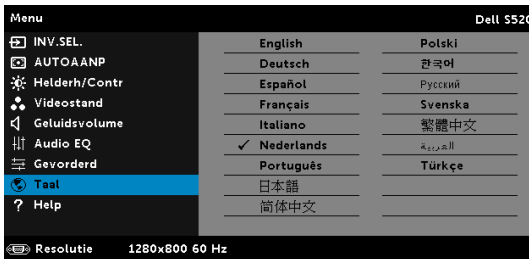 Menu
Dell S520
INV.SEL.
AUTOAANP
Helderh/Contr
Videostand
Geluidsvolume
Audio EQ
Gevorderd
Taal
? Help
English
Deutsch
Español
Français
Italiano
✓ Nederlands
Português
日本語
简体中文
Polski
한국어
Русский
Svenska
繁體中文
العربية
Türkçe
Resolutie 1280x800 60 Hz